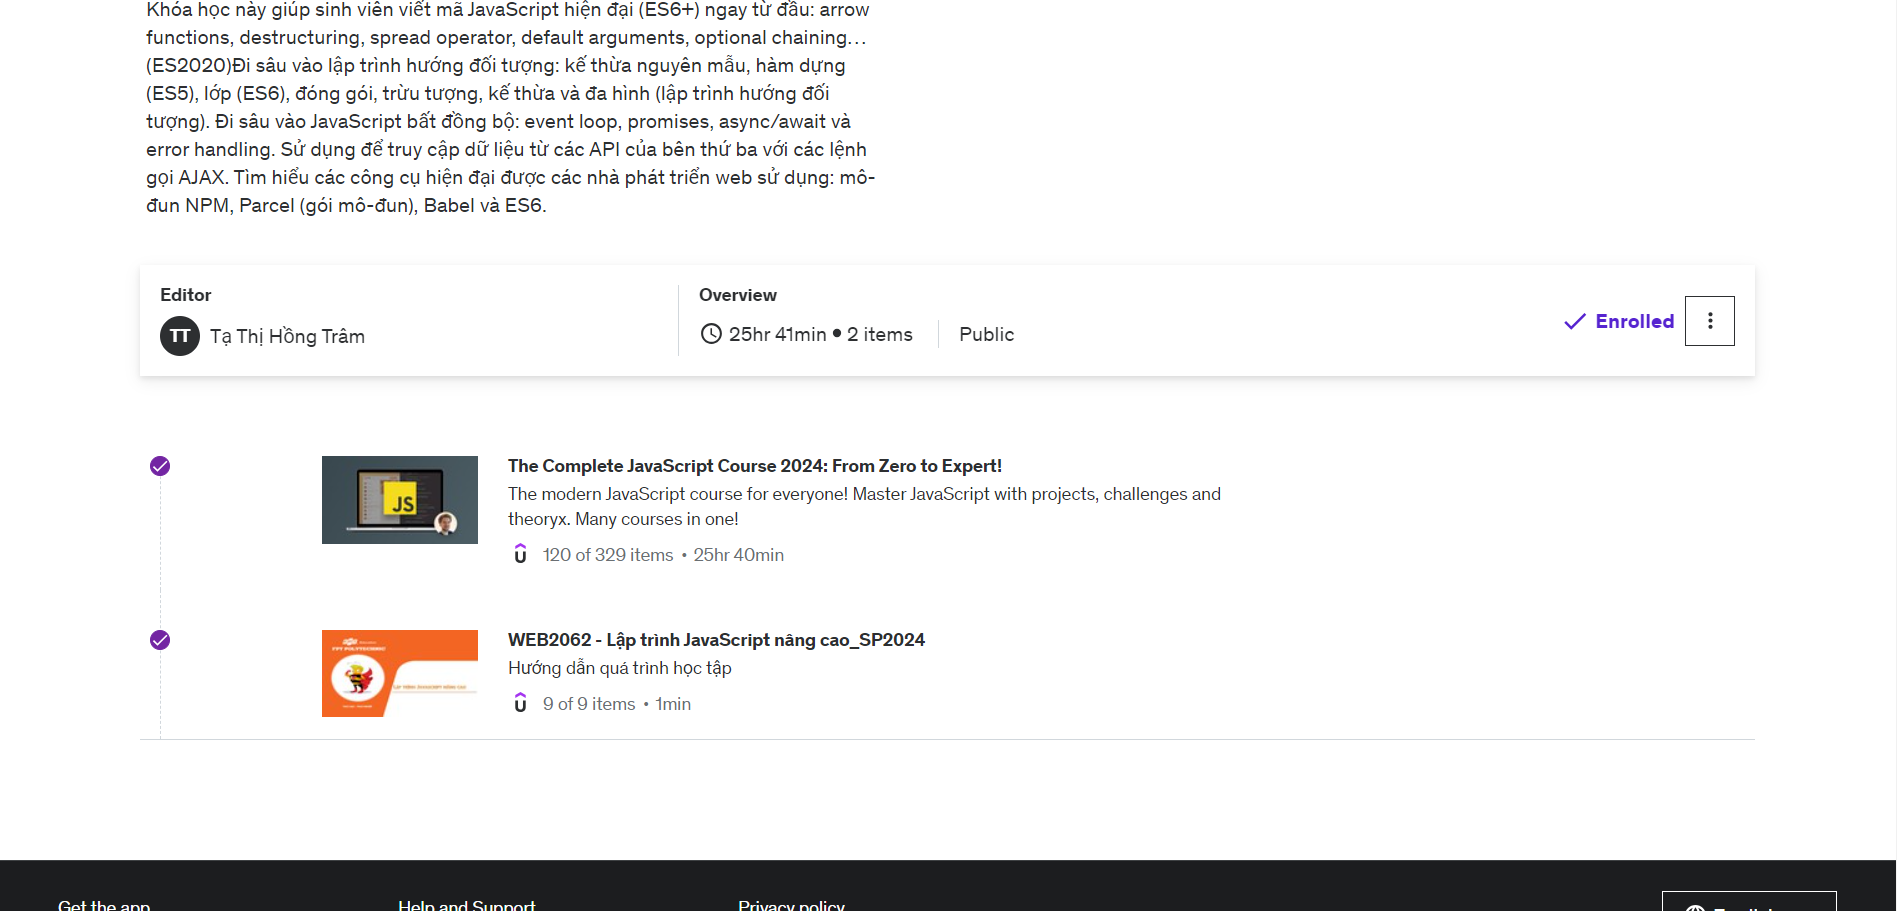 Khóa học này giúp sinh viên viết mã JavaScript hiện đại (ES6+) ngay từ đầu: arrow
functions, destructuring, spread operator, default arguments, optional chaining…
(ES2020)Đi sâu vào lập trình hướng đối tượng: kế thừa nguyên mẫu, hàm dựng
(ES5), lớp (ES6), đóng gói, trừu tượng, kế thừa và đa hình (lập trình hướng đối
tượng). Đi sâu vào JavaScript bất đồng bộ: event loop, promises, async/await và
error handling. Sử dụng để truy cập dữ liệu từ các API của bên thứ ba với các lệnh
gọi AJAX. Tìm hiểu các công cụ hiện đại được các nhà phát triển web sử dụng: mô-
đun NPM, Parcel (gói mô-đun), Babel và ES6.
Editor
TT Tạ Thị Hồng Trâm
Overview
25hr 41min • 2 items Public
Enrolled
JS
The Complete JavaScript Course 2024: From Zero to Expert!
The modern JavaScript course for everyone! Master JavaScript with projects, challenges and
theoryx. Many courses in one!
120 of 329 items • 25hr 40min
FPT POLYTECHNIC
WEB2062 - Lập trình JavaScript nâng cao_SP2024
Hướng dẫn quá trình học tập
9 of 9 items • 1min
Get the app
Help and Support
Privacy policy
English